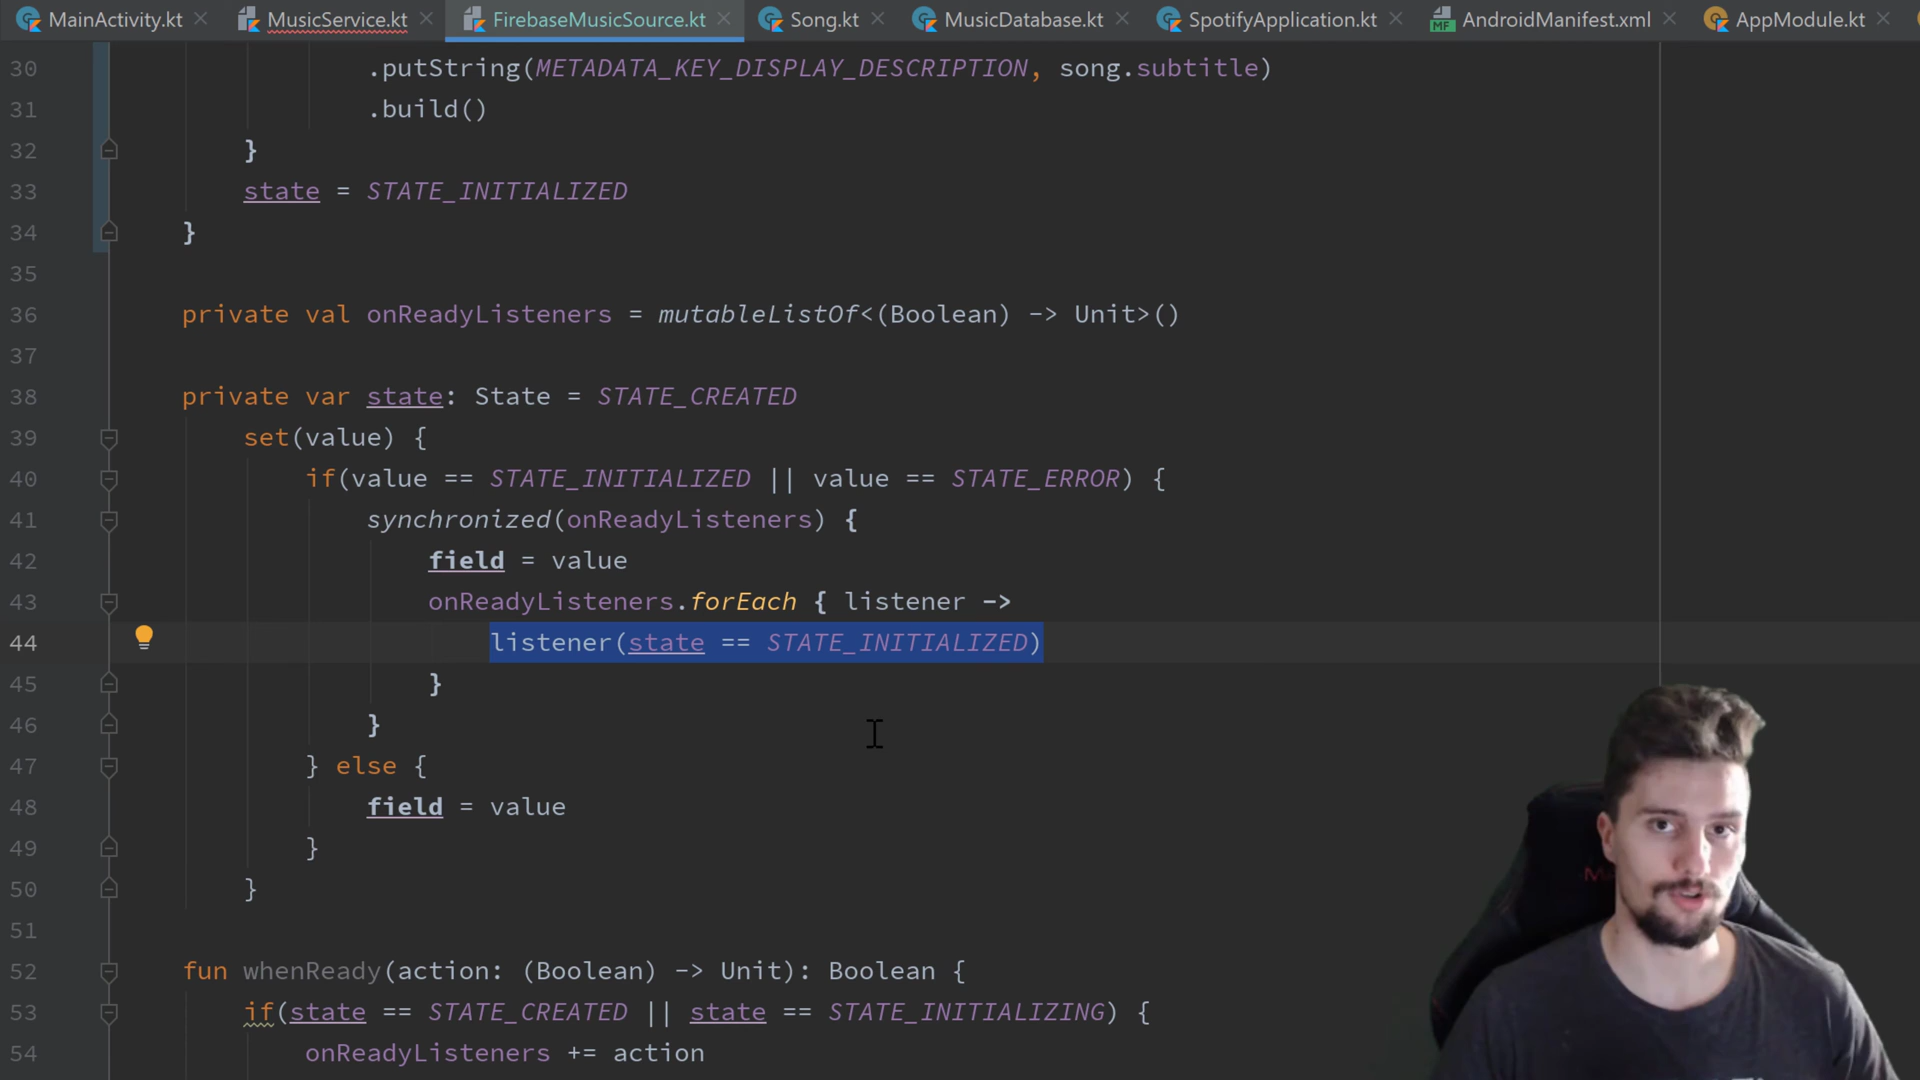 MainActivity.kt MusicService.kt FirebaseMusicSource.kt Song.kt MusicDatabase.kt SpotifyApplication.kt AndroidManifest.xml AppModule.kt
30 .putString(METADATA_KEY_DISPLAY_DESCRIPTION, song.subtitle)
31 .build()
32 }
33 state = STATE_INITIALIZED
34 }
35
36 private val onReadyListeners = mutableListOf<(Boolean) -> Unit>()
37
38 private var state: State = STATE_CREATED
39 set(value) {
40 if(value == STATE_INITIALIZED || value == STATE_ERROR) {
41 synchronized(onReadyListeners) {
42 field = value
43 onReadyListeners.forEach { listener ->
44 listener(state == STATE_INITIALIZED)
45 }
46 }
47 } else {
48 field = value
49 }
50 }
51
52 fun whenReady(action: (Boolean) -> Unit): Boolean {
53 if(state == STATE_CREATED || state == STATE_INITIALIZING) {
54 onReadyListeners += action